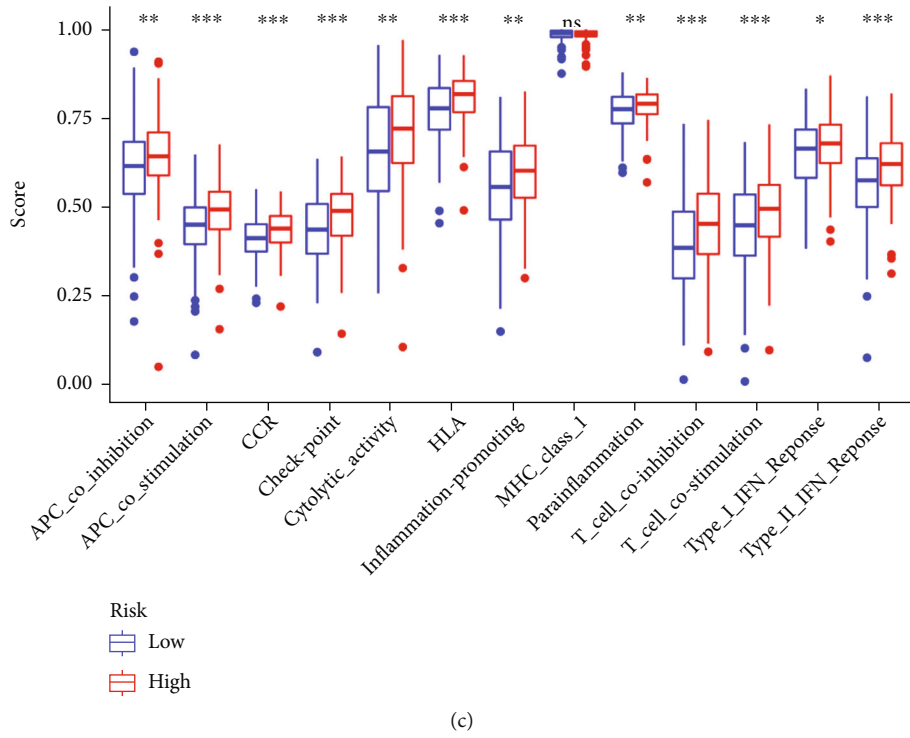 ** *** *** *** ** *** ** ns ** *** *** * ***
1.00
0.75
0.50
0.25
0.00
Score
APC_co_inhibition
APC_co_stimulation
CCR
Check-point
Cytolytic_activity
HLA
Inflammation-promoting
MHC_class_1
Parainflammation
T_cell_co-inhibition
T_cell_co-stimulation
Type_I_IFN_Reponse
Type_II_IFN_Reponse
Risk
Low
High
(c)